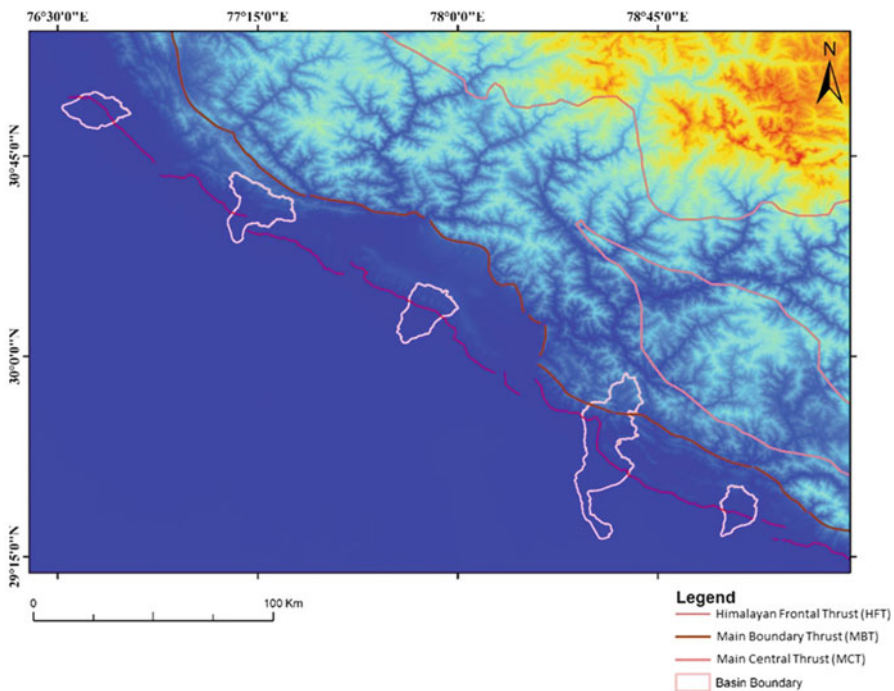 76°30'0"E 77°15'0"E 78°0'0"E 78°45'0"E
N
30°45'0"N
30°0'0"N
29°15'0"N
0 100 Km
Legend
Himalayan Frontal Thrust (HFT)
Main Boundary Thrust (MBT)
Main Central Thrust (MCT)
Basin Boundary